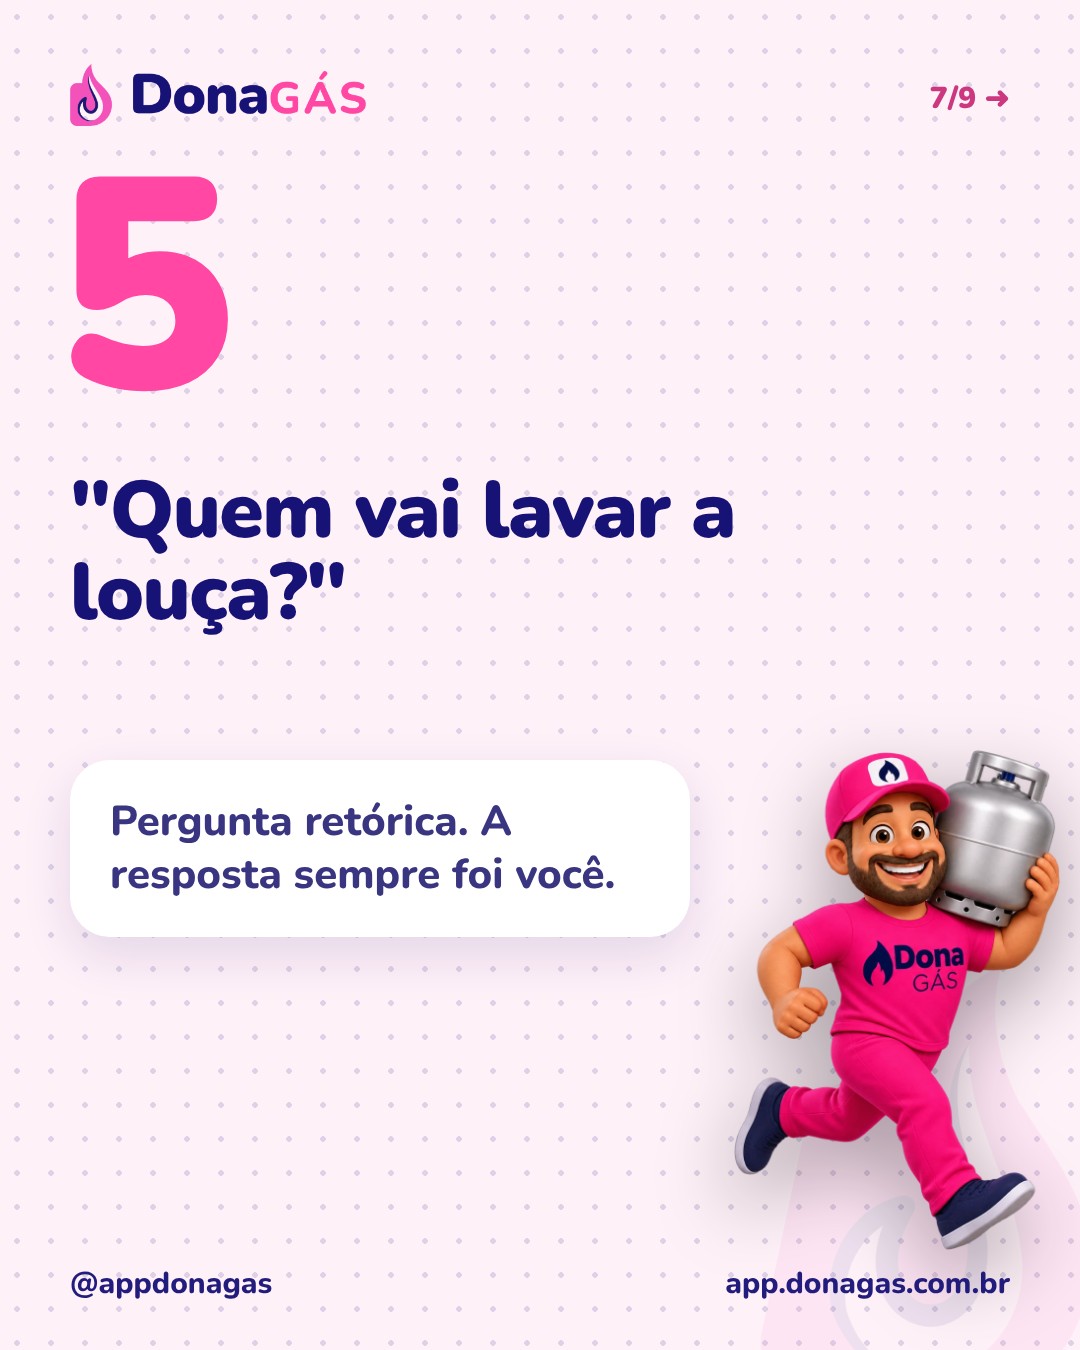 DonaGÁS
7/9 ➜
5
"Quem vai lavar a
louça?"
Pergunta retórica. A
resposta sempre foi você.
Dona
GÁS
@appdonagas
app.donagas.com.br